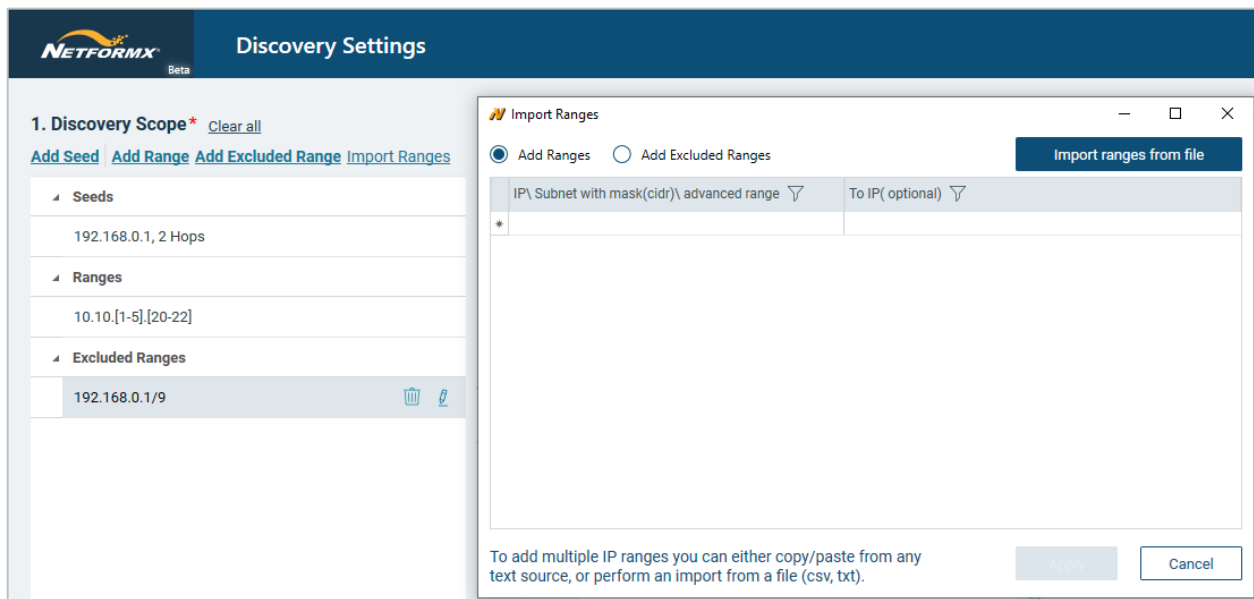 NETFORMX
Beta
Discovery Settings
1. Discovery Scope* Clear all
Add Seed Add Range Add Excluded Range Import Ranges
Seeds
192.168.0.1, 2 Hops
Ranges
10.10.[1-5].[20-22]
Excluded Ranges
192.168.0.1/9
Import Ranges
Add Ranges Add Excluded Ranges Import ranges from file
IP\ Subnet with mask(cidr)\ advanced range To IP( optional)
*
To add multiple IP ranges you can either copy/paste from any
text source, or perform an import from a file (csv, txt).
Apply Cancel